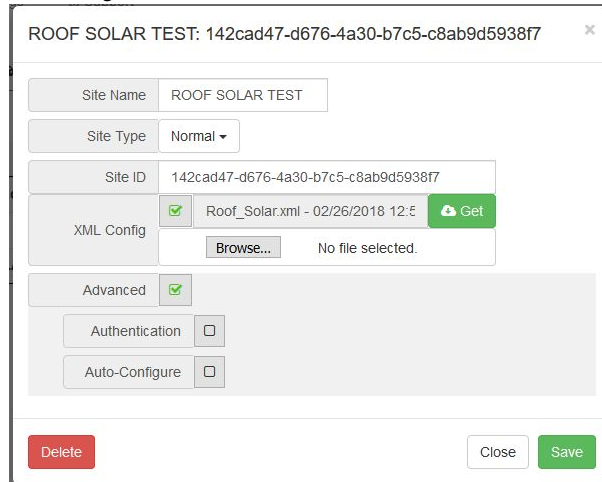 ROOF SOLAR TEST: 142cad47-d676-4a30-b7c5-c8ab9d5938f7 ×
Site Name ROOF SOLAR TEST
Site Type Normal
Site ID 142cad47-d676-4a30-b7c5-c8ab9d5938f7
XML Config Roof_Solar.xml - 02/26/2018 12:5 Get
Browse... No file selected.
Advanced
Authentication
Auto-Configure
Delete Close Save